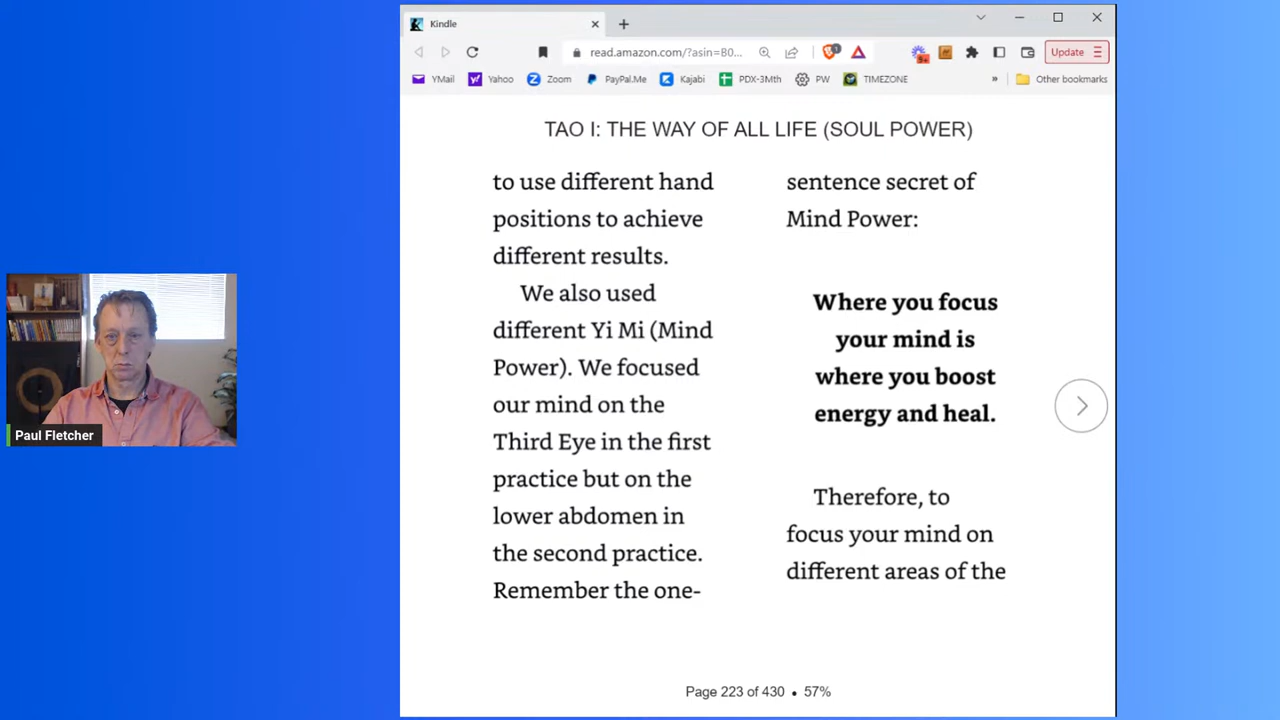 Kindle
read.amazon.com/?asin=B0...
1
9+
Update
YMail
Yahoo
Zoom
PayPal.Me
Kajabi
PDX-3Mth
PW
TIMEZONE
»
Other bookmarks
TAO I: THE WAY OF ALL LIFE (SOUL POWER)
to use different hand
positions to achieve
different results.
We also used
different Yi Mi (Mind
Power). We focused
our mind on the
Third Eye in the first
practice but on the
lower abdomen in
the second practice.
Remember the one-
sentence secret of
Mind Power:
Where you focus
your mind is
where you boost
energy and heal.
Therefore, to
focus your mind on
different areas of the
Page 223 of 430 • 57%
Paul Fletcher